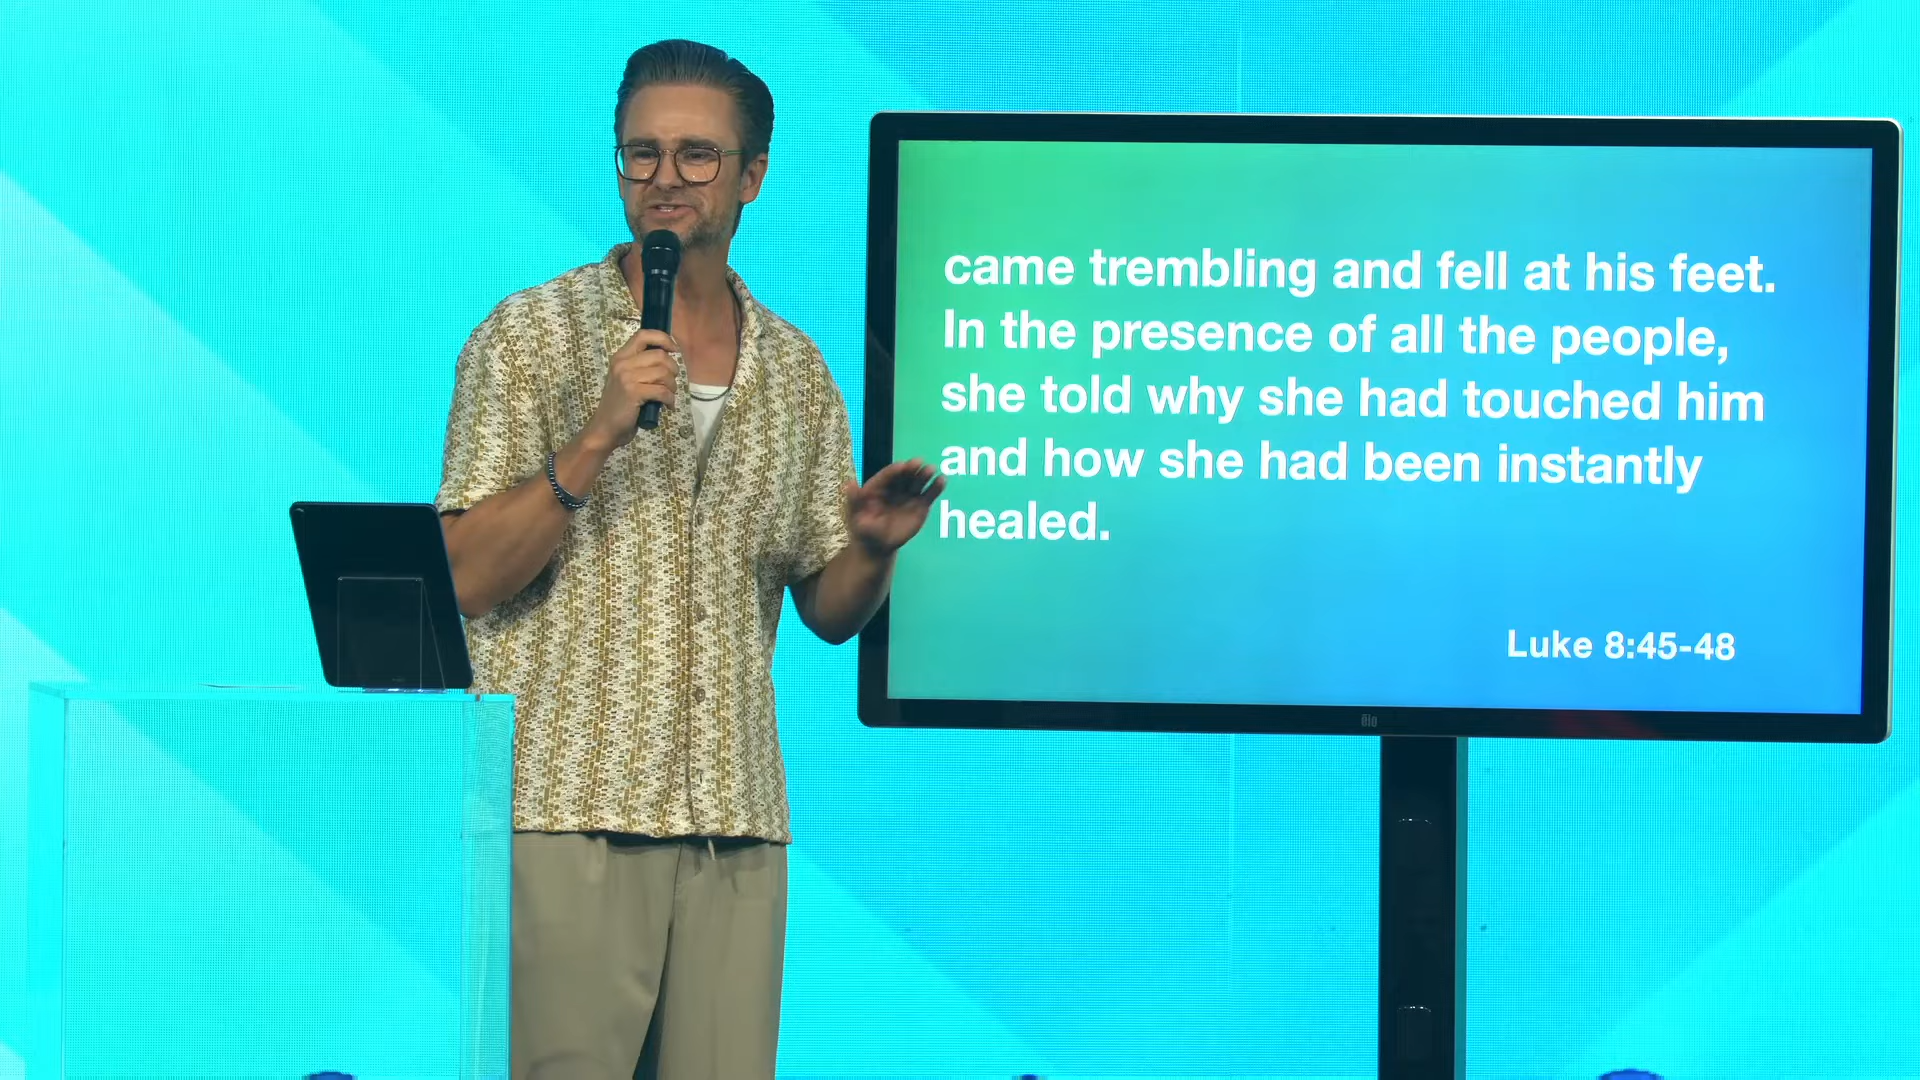 came trembling and fell at his feet.
In the presence of all the people,
she told why she had touched him
and how she had been instantly
healed.
Luke 8:45-48
elo